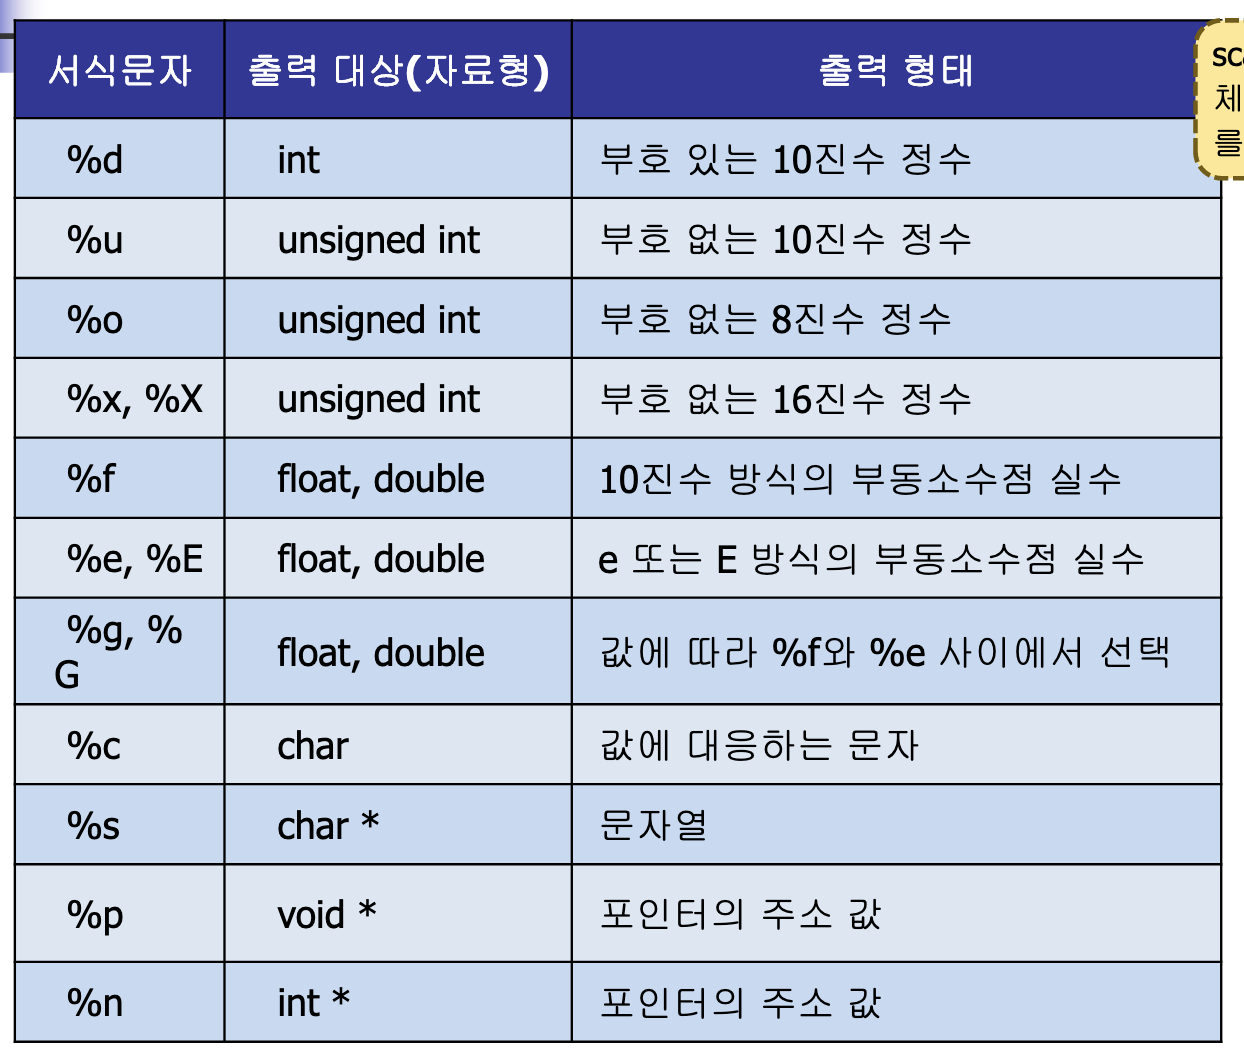 서식문자 출력 대상(자료형) 출력 형태
%d int 부호 있는 10진수 정수
%u unsigned int 부호 없는 10진수 정수
%o unsigned int 부호 없는 8진수 정수
%x, %X unsigned int 부호 없는 16진수 정수
%f float, double 10진수 방식의 부동소수점 실수
%e, %E float, double e 또는 E 방식의 부동소수점 실수
%g, %
G float, double 값에 따라 %f와 %e 사이에서 선택
%c char 값에 대응하는 문자
%s char * 문자열
%p void * 포인터의 주소 값
%n int * 포인터의 주소 값
체
를